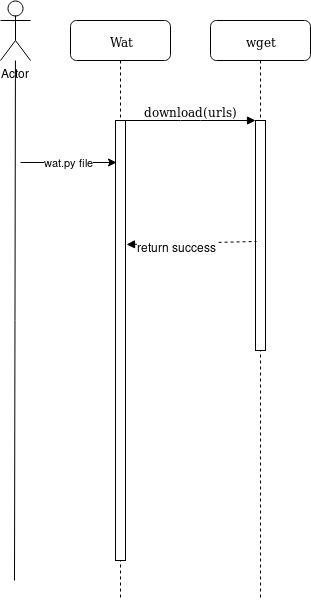 Wat
wget
Actor
download(urls)
wat.py file
return success